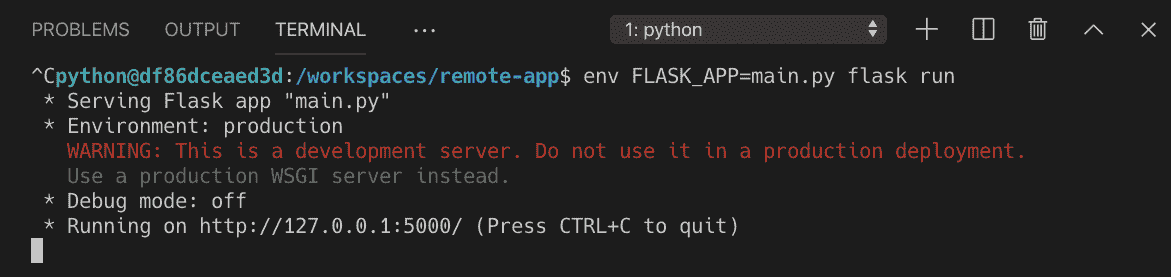 PROBLEMS OUTPUT TERMINAL ... 1: python
^Cpython@df86dceaed3d:/workspaces/remote-app$ env FLASK_APP=main.py flask run
* Serving Flask app "main.py"
* Environment: production
WARNING: This is a development server. Do not use it in a production deployment.
Use a production WSGI server instead.
* Debug mode: off
* Running on http://127.0.0.1:5000/ (Press CTRL+C to quit)